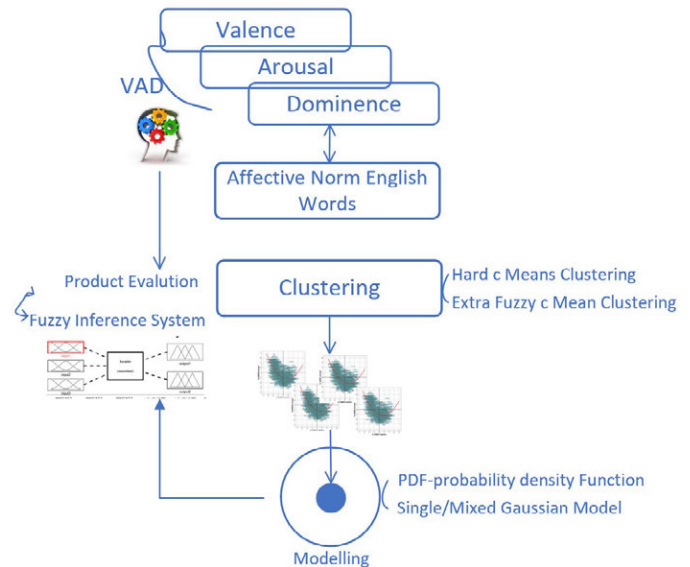 Valence
Arousal
VAD
Dominence
Affective Norm English
Words
Product Evalution
Clustering
Hard c Means Clustering
Extra Fuzzy c Mean Clustering
Fuzzy Inference System
PDF-probability density Function
Single/Mixed Gaussian Model
Modelling